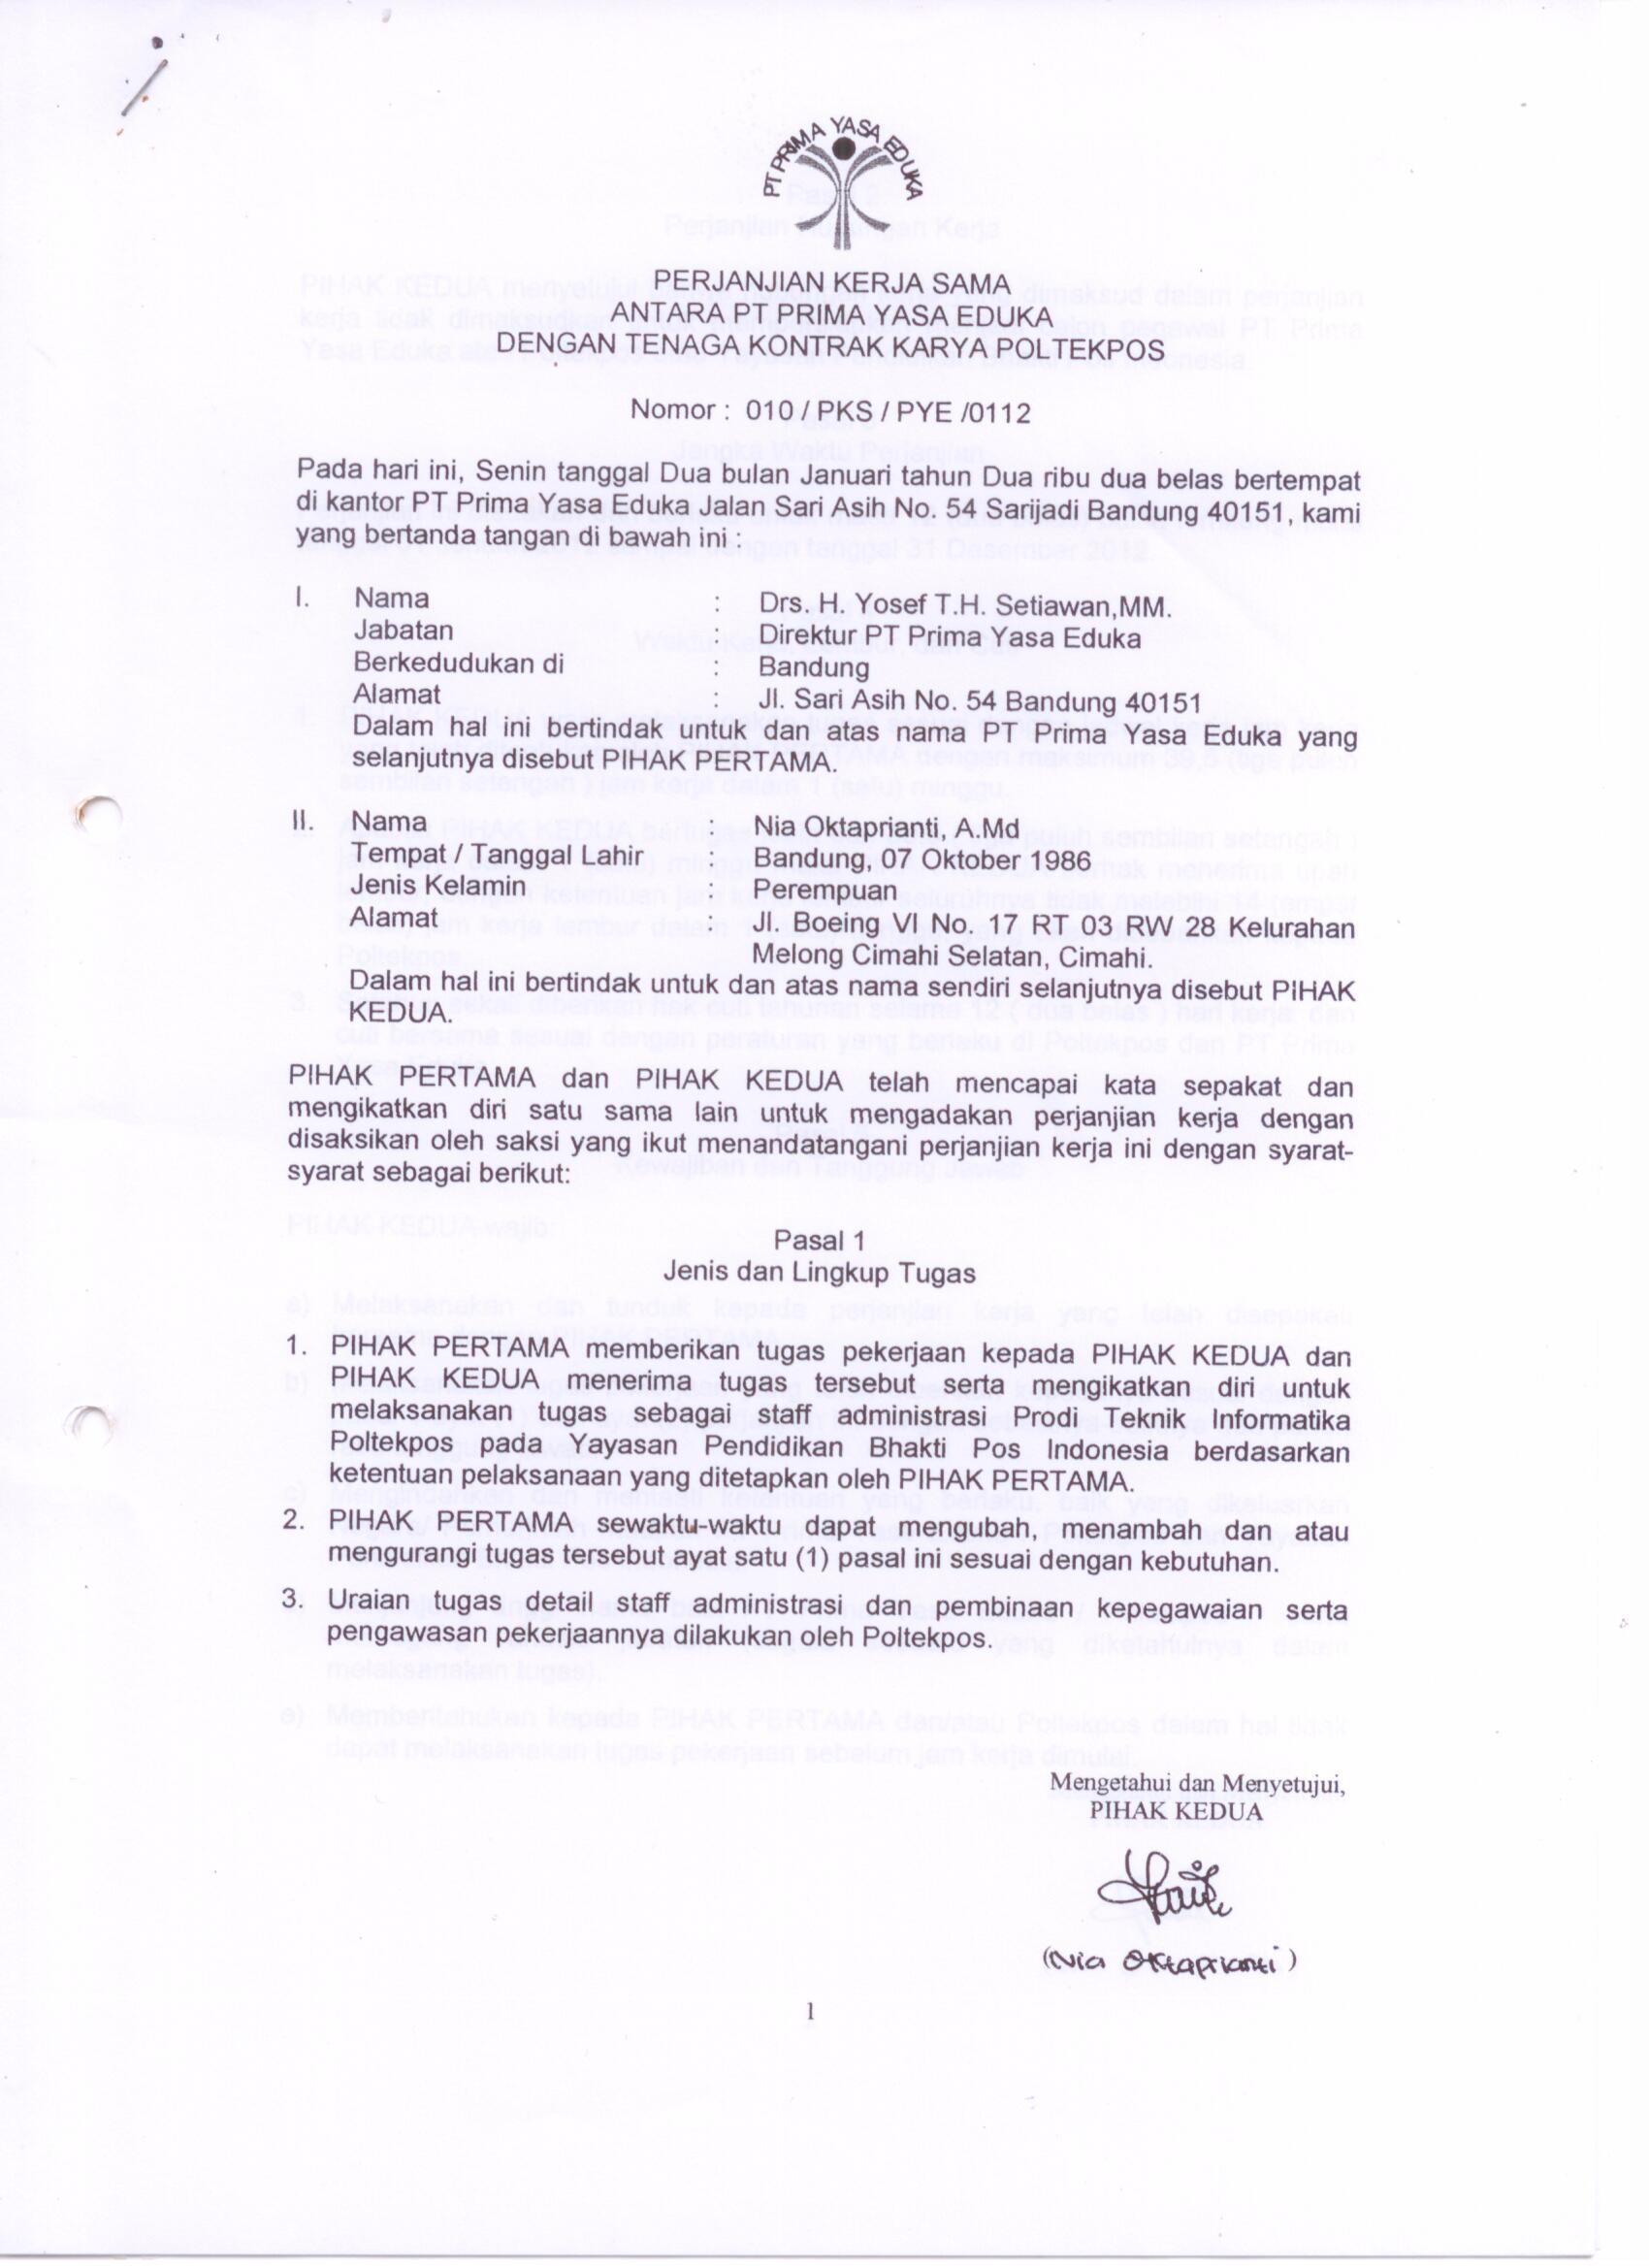 PT PRIMA YASA EDUKA
PERJANJIAN KERJA SAMA
ANTARA PT PRIMA YASA EDUKA
DENGAN TENAGA KONTRAK KARYA POLTEKPOS
Nomor : 010 / PKS / PYE /0112
Pada hari ini, Senin tanggal Dua bulan Januari tahun Dua ribu dua belas bertempat
di kantor PT Prima Yasa Eduka Jalan Sari Asih No. 54 Sarijadi Bandung 40151, kami
yang bertanda tangan di bawah ini :
I. Nama : Drs. H. Yosef T.H. Setiawan,MM.
Jabatan : Direktur PT Prima Yasa Eduka
Berkedudukan di : Bandung
Alamat : Jl. Sari Asih No. 54 Bandung 40151
Dalam hal ini bertindak untuk dan atas nama PT Prima Yasa Eduka yang
selanjutnya disebut PIHAK PERTAMA.
II. Nama : Nia Oktaprianti, A.Md
Tempat / Tanggal Lahir : Bandung, 07 Oktober 1986
Jenis Kelamin : Perempuan
Alamat : Jl. Boeing VI No. 17 RT 03 RW 28 Kelurahan
Melong Cimahi Selatan, Cimahi.
Dalam hal ini bertindak untuk dan atas nama sendiri selanjutnya disebut PIHAK
KEDUA.
PIHAK PERTAMA dan PIHAK KEDUA telah mencapai kata sepakat dan
mengikatkan diri satu sama lain untuk mengadakan perjanjian kerja dengan
disaksikan oleh saksi yang ikut menandatangani perjanjian kerja ini dengan syarat-
syarat sebagai berikut:
Pasal 1
Jenis dan Lingkup Tugas
1. PIHAK PERTAMA memberikan tugas pekerjaan kepada PIHAK KEDUA dan
PIHAK KEDUA menerima tugas tersebut serta mengikatkan diri untuk
melaksanakan tugas sebagai staff administrasi Prodi Teknik Informatika
Poltekpos pada Yayasan Pendidikan Bhakti Pos Indonesia berdasarkan
ketentuan pelaksanaan yang ditetapkan oleh PIHAK PERTAMA.
2. PIHAK PERTAMA sewaktu-waktu dapat mengubah, menambah dan atau
mengurangi tugas tersebut ayat satu (1) pasal ini sesuai dengan kebutuhan.
3. Uraian tugas detail staff administrasi dan pembinaan kepegawaian serta
pengawasan pekerjaannya dilakukan oleh Poltekpos.
Mengetahui dan Menyetujui,
PIHAK KEDUA
(Nia Oktaprianti)
1